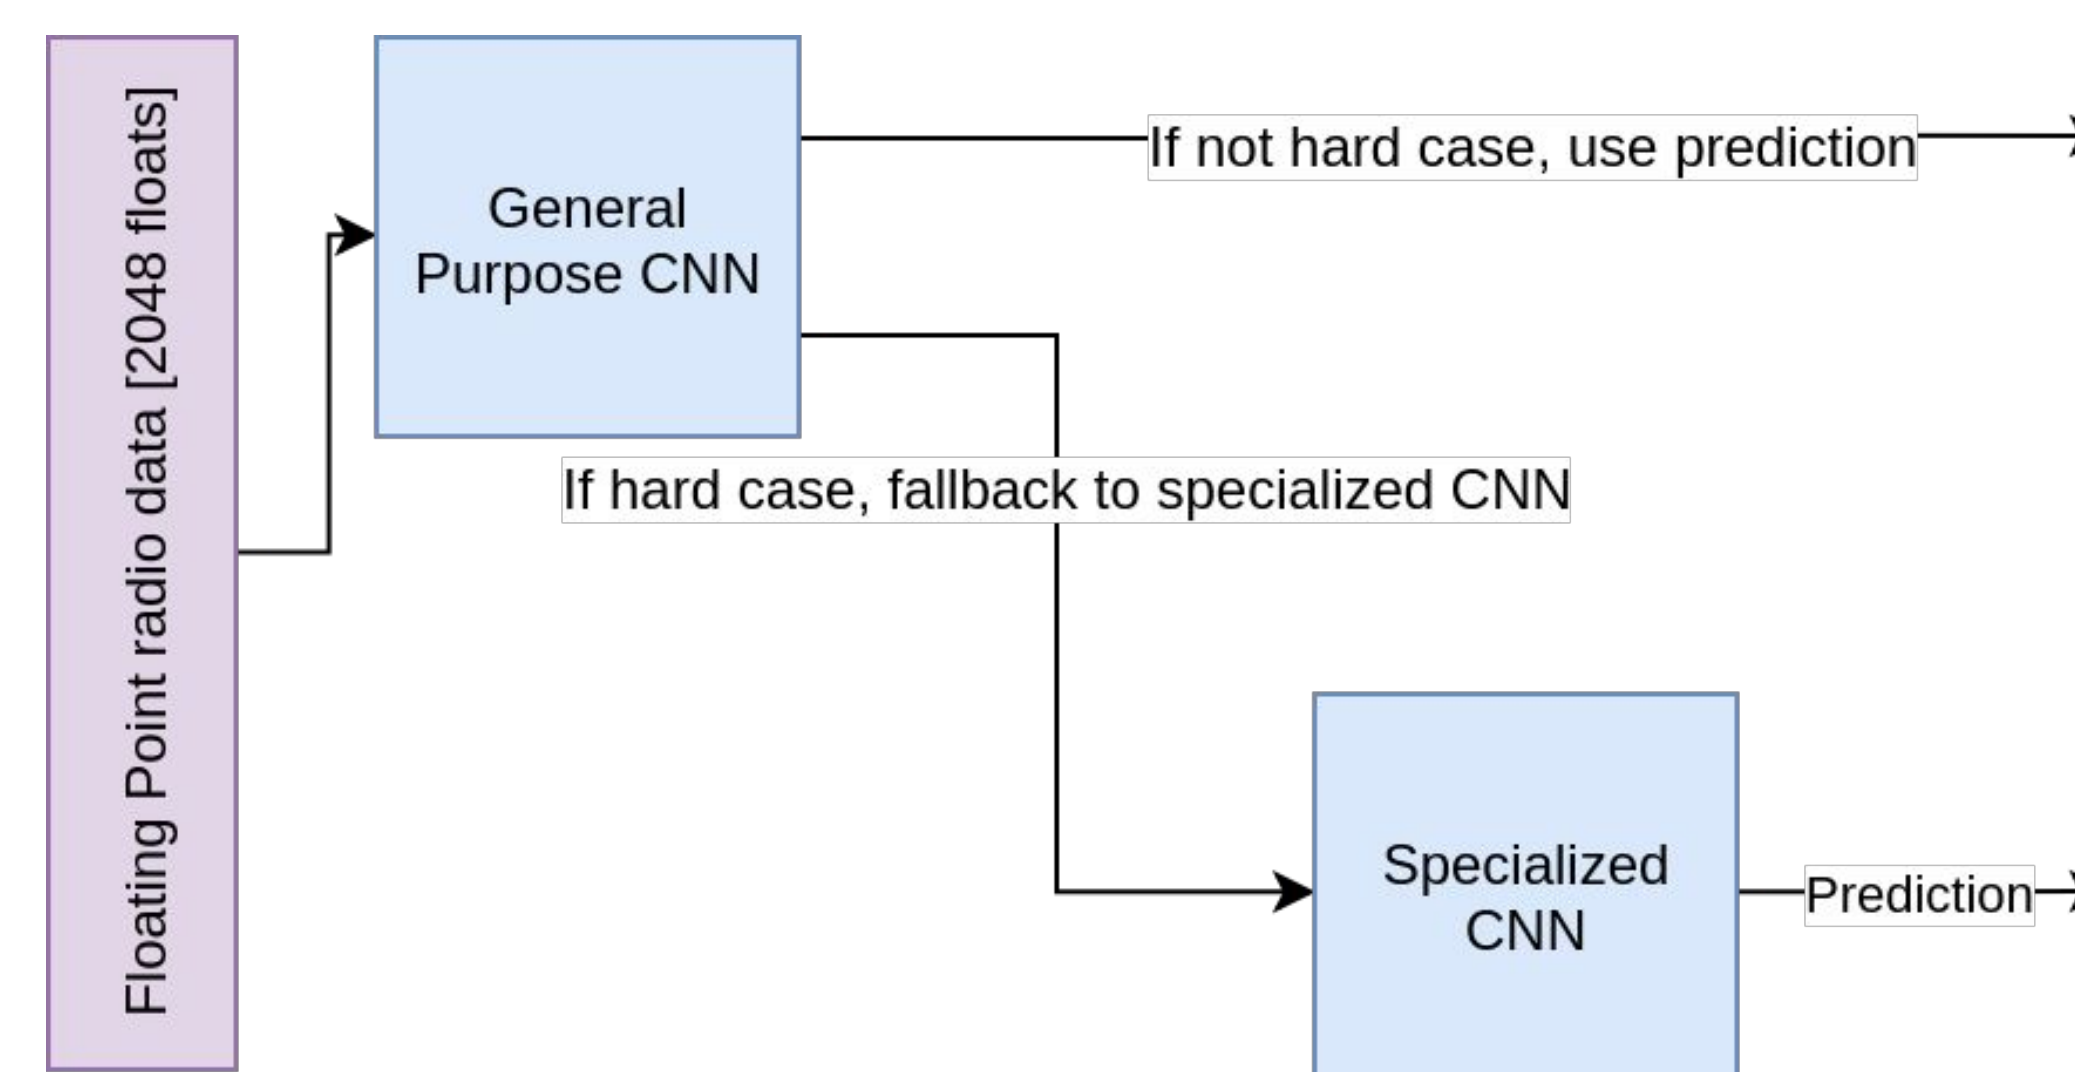 Floating Point radio data [2048 floats]
General
Purpose CNN
If not hard case, use prediction
If hard case, fallback to specialized CNN
Specialized
CNN
Prediction